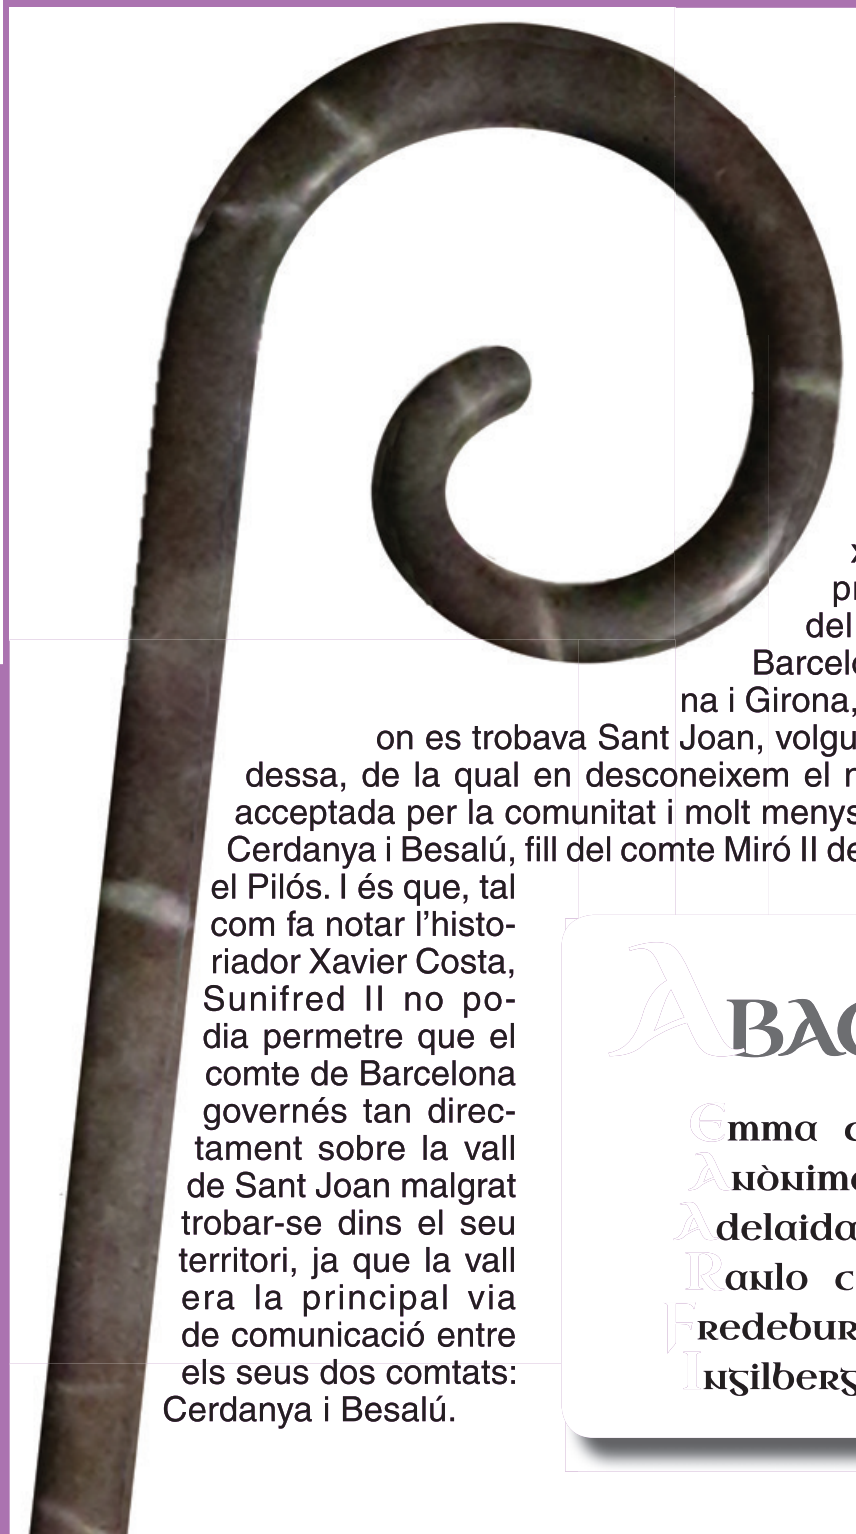 pr
del
Barcelo
na i Girona,
on es trobava Sant Joan, volgu
dessa, de la qual en desconeixem el n
acceptada per la comunitat i molt menys
Cerdanya i Besalú, fill del comte Miró II de
el Pilós. I és que, tal
com fa notar l’histo-
riador Xavier Costa,
Sunifred II no po-
dia permetre que el
comte de Barcelona
governés tan direc-
tament sobre la vall
de Sant Joan malgrat
trobar-se dins el seu
territori, ja que la vall
era la principal via
de comunicació entre
els seus dos comtats:
Cerdanya i Besalú.
ABA
Emma c
Anònim
Adelaida
Ranlo c
Fredebur
Ingilberg